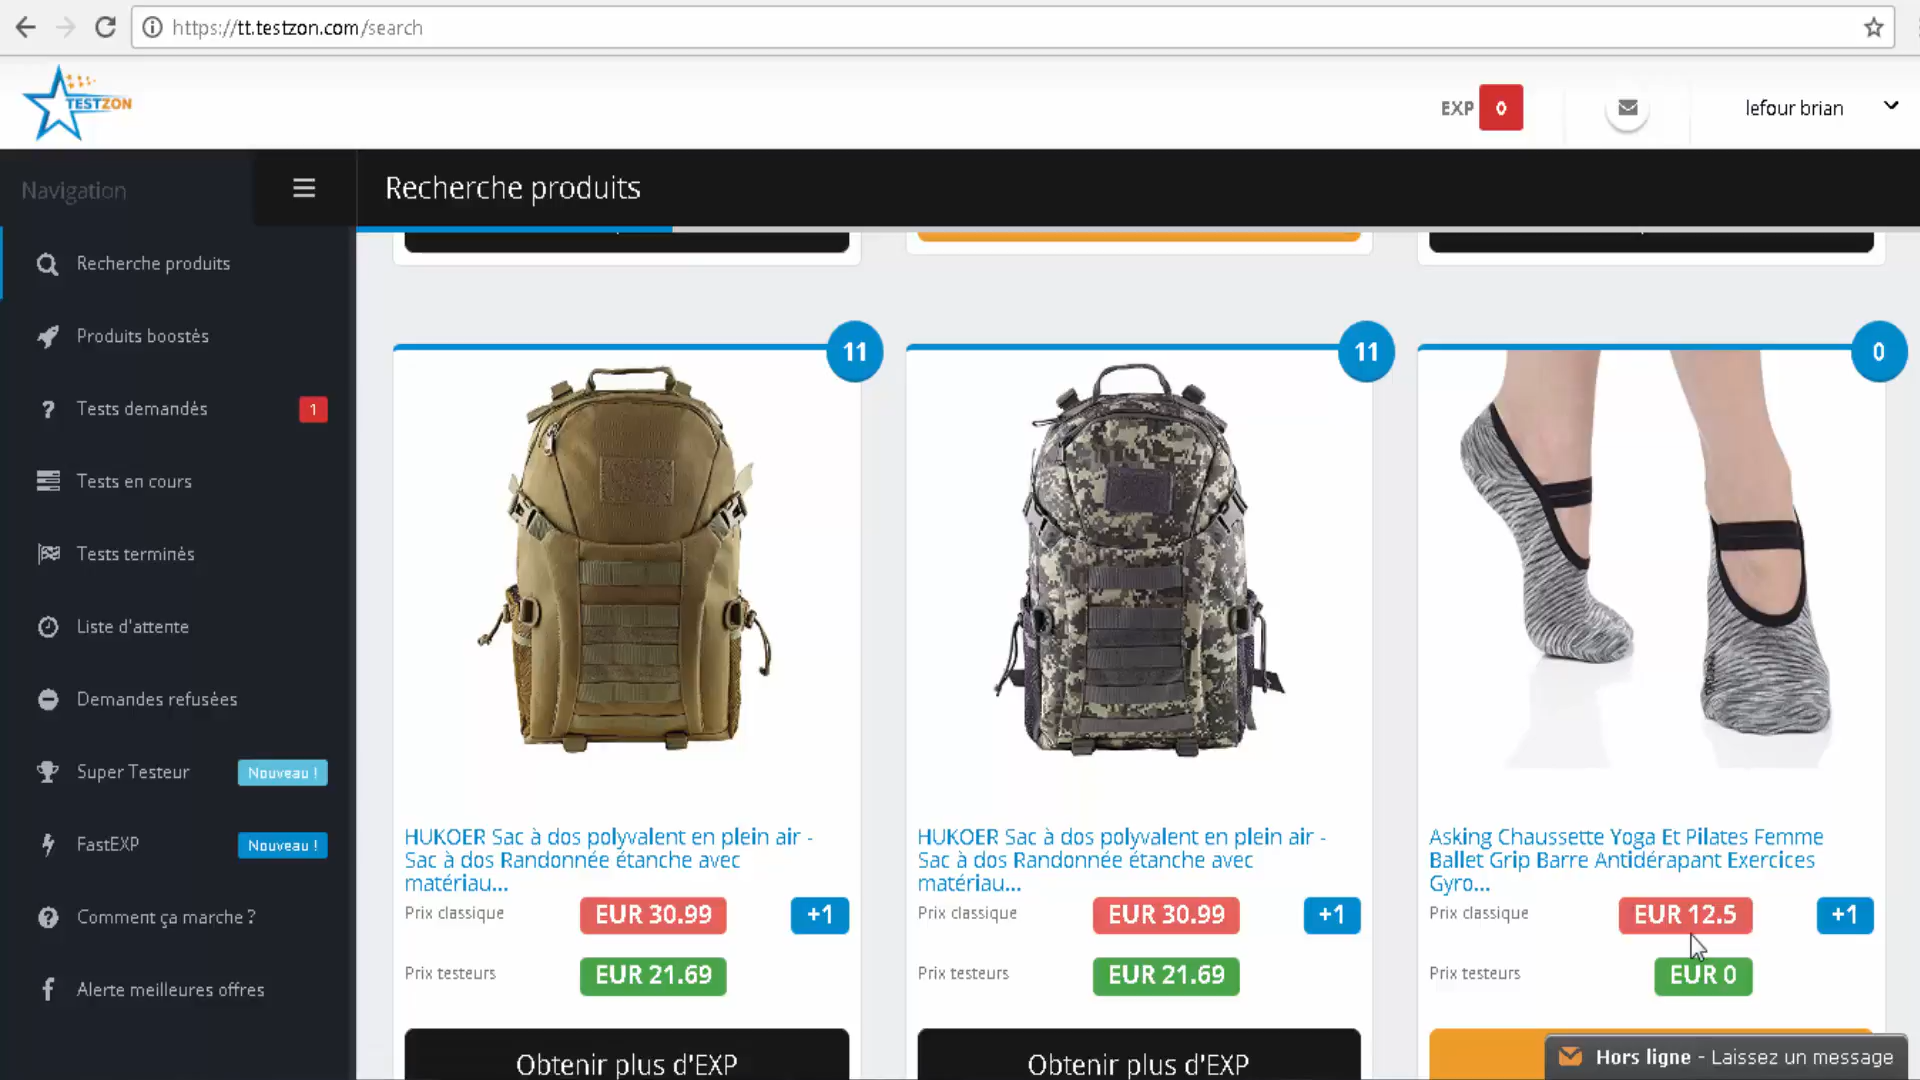 https://tt.testzon.com/search
TESTZON
EXP 0
lefour brian
Navigation
Recherche produits
Recherche produits
Produits boostés
Tests demandés 1
Tests en cours
Tests terminés
Liste d'attente
Demandes refusées
Super Testeur Nouveau !
FastEXP Nouveau !
Comment ça marche ?
Alerte meilleures offres
11
HUKOER Sac à dos polyvalent en plein air -
Sac à dos Randonnée étanche avec
matériau...
Prix classique EUR 30.99 +1
Prix testeurs EUR 21.69
Obtenir plus d'EXP
11
HUKOER Sac à dos polyvalent en plein air -
Sac à dos Randonnée étanche avec
matériau...
Prix classique EUR 30.99 +1
Prix testeurs EUR 21.69
Obtenir plus d'EXP
0
Asking Chaussette Yoga Et Pilates Femme
Ballet Grip Barre Antidérapant Exercices
Gyro...
Prix classique EUR 12.5 +1
Prix testeurs EUR 0
Hors ligne - Laissez un message